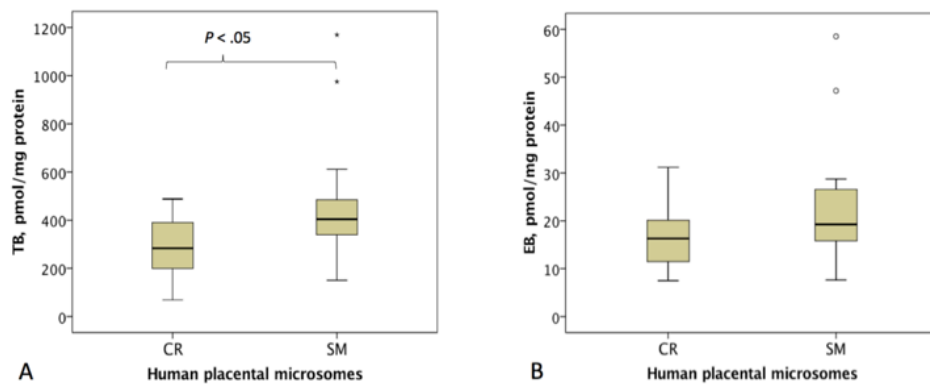 P < .05
1200
1000
800
600
400
200
0
TB, pmol/mg protein
CR SM
Human placental microsomes
A
60
50
40
30
20
10
0
EB, pmol/mg protein
CR SM
Human placental microsomes
B